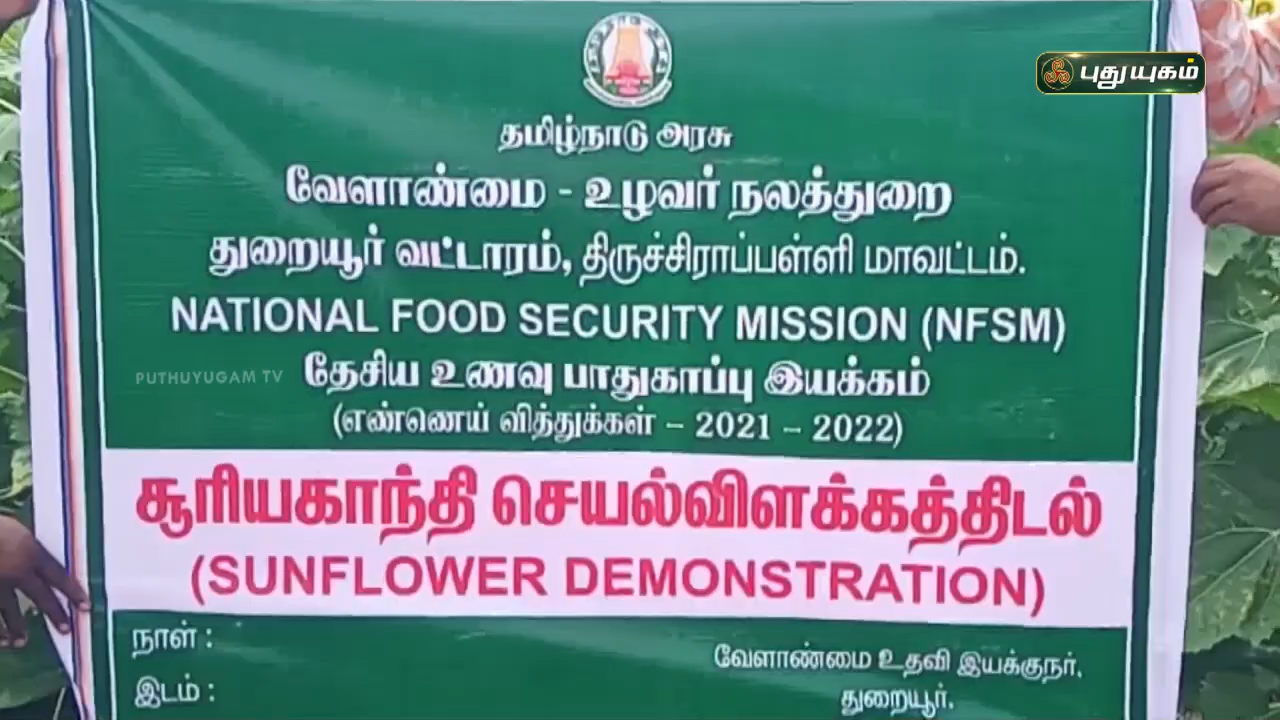 புதுயுகம்
தமிழ்நாடு அரசு
வேளாண்மை - உழவர் நலத்துறை
துறையூர் வட்டாரம், திருச்சிராப்பள்ளி மாவட்டம்.
NATIONAL FOOD SECURITY MISSION (NFSM)
PUTHUYUGAM TV
தேசிய உணவு பாதுகாப்பு இயக்கம்
(எண்ணெய் வித்துக்கள் – 2021 – 2022)
சூரியகாந்தி செயல்விளக்கத்திடல்
(SUNFLOWER DEMONSTRATION)
நாள் :
இடம் :
வேளாண்மை உதவி இயக்குநர்,
துறையூர்.